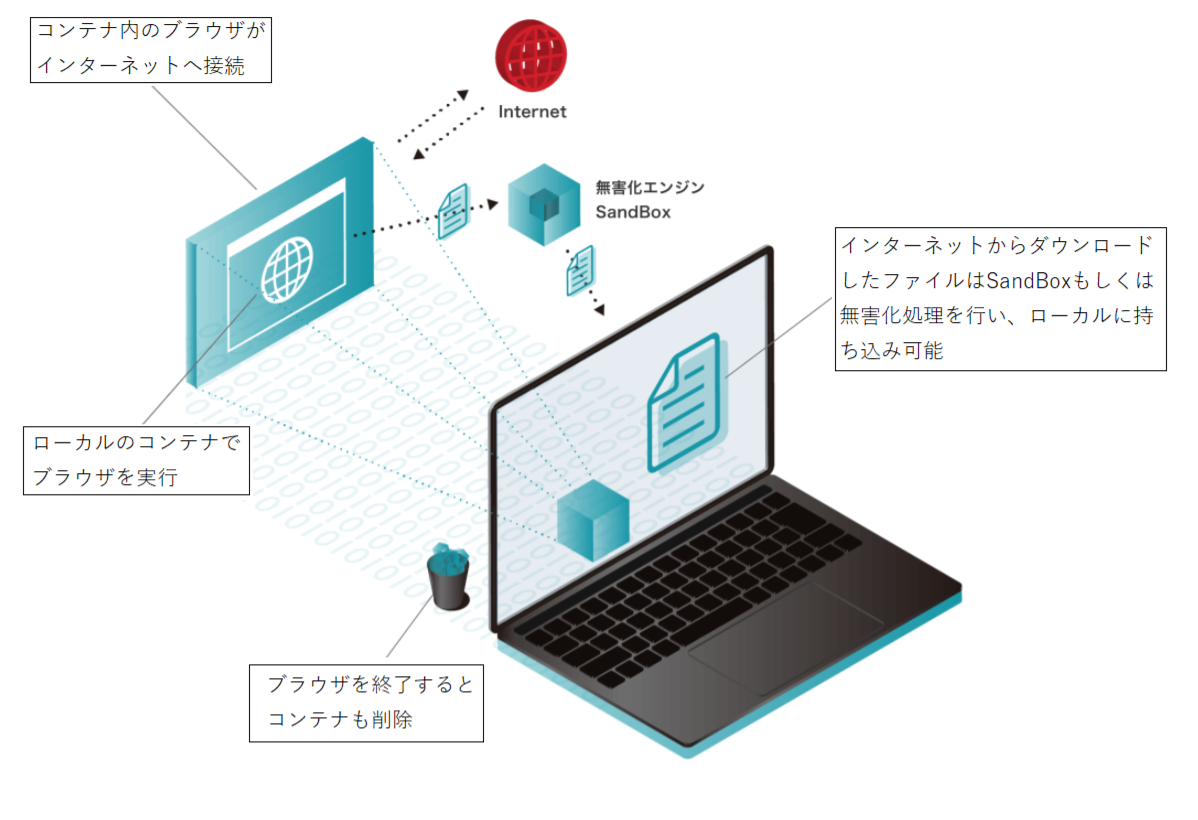 コンテナ内のブラウザが
インターネットへ接続
Internet
無害化エンジン
SandBox
インターネットからダウンロード
したファイルはSandBoxもしくは
無害化処理を行い、ローカルに持
ち込み可能
ローカルのコンテナで
ブラウザを実行
ブラウザを終了すると
コンテナも削除